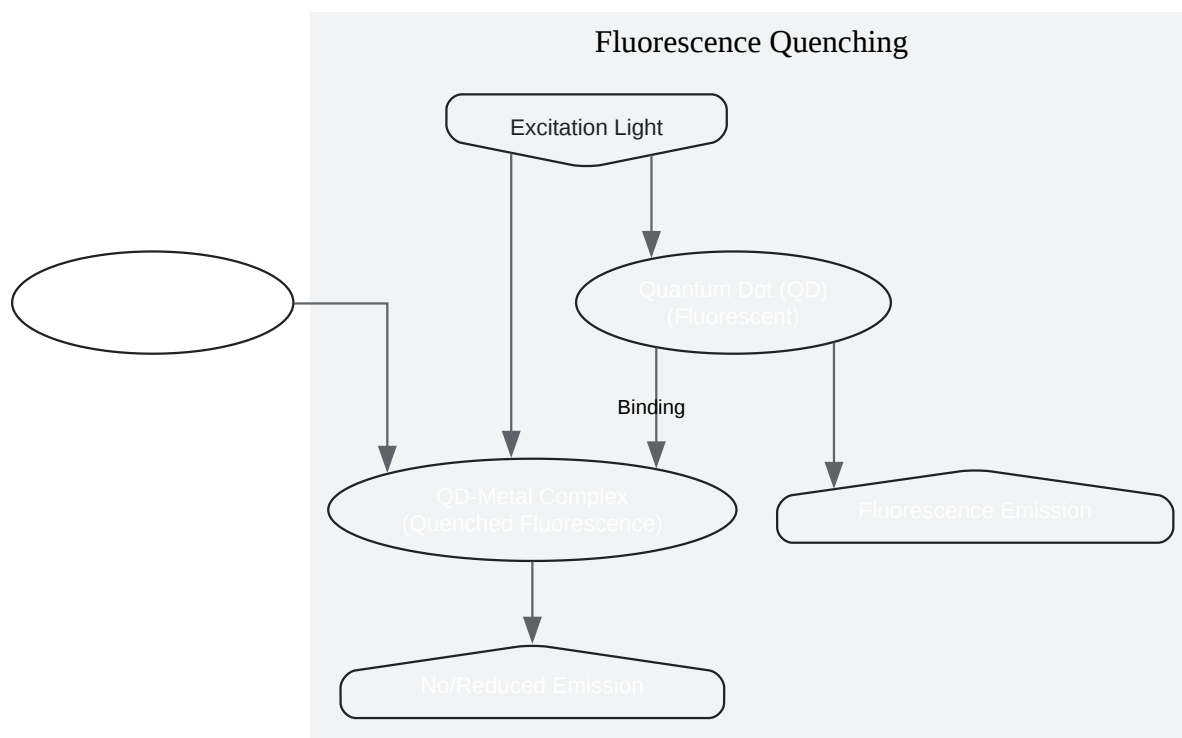 Fluorescence Quenching
Excitation Light
Quantum Dot (QD)
(Fluorescent)
Binding
QD-Metal Complex
(Quenched Fluorescence)
Fluorescence Emission
No/Reduced Emission